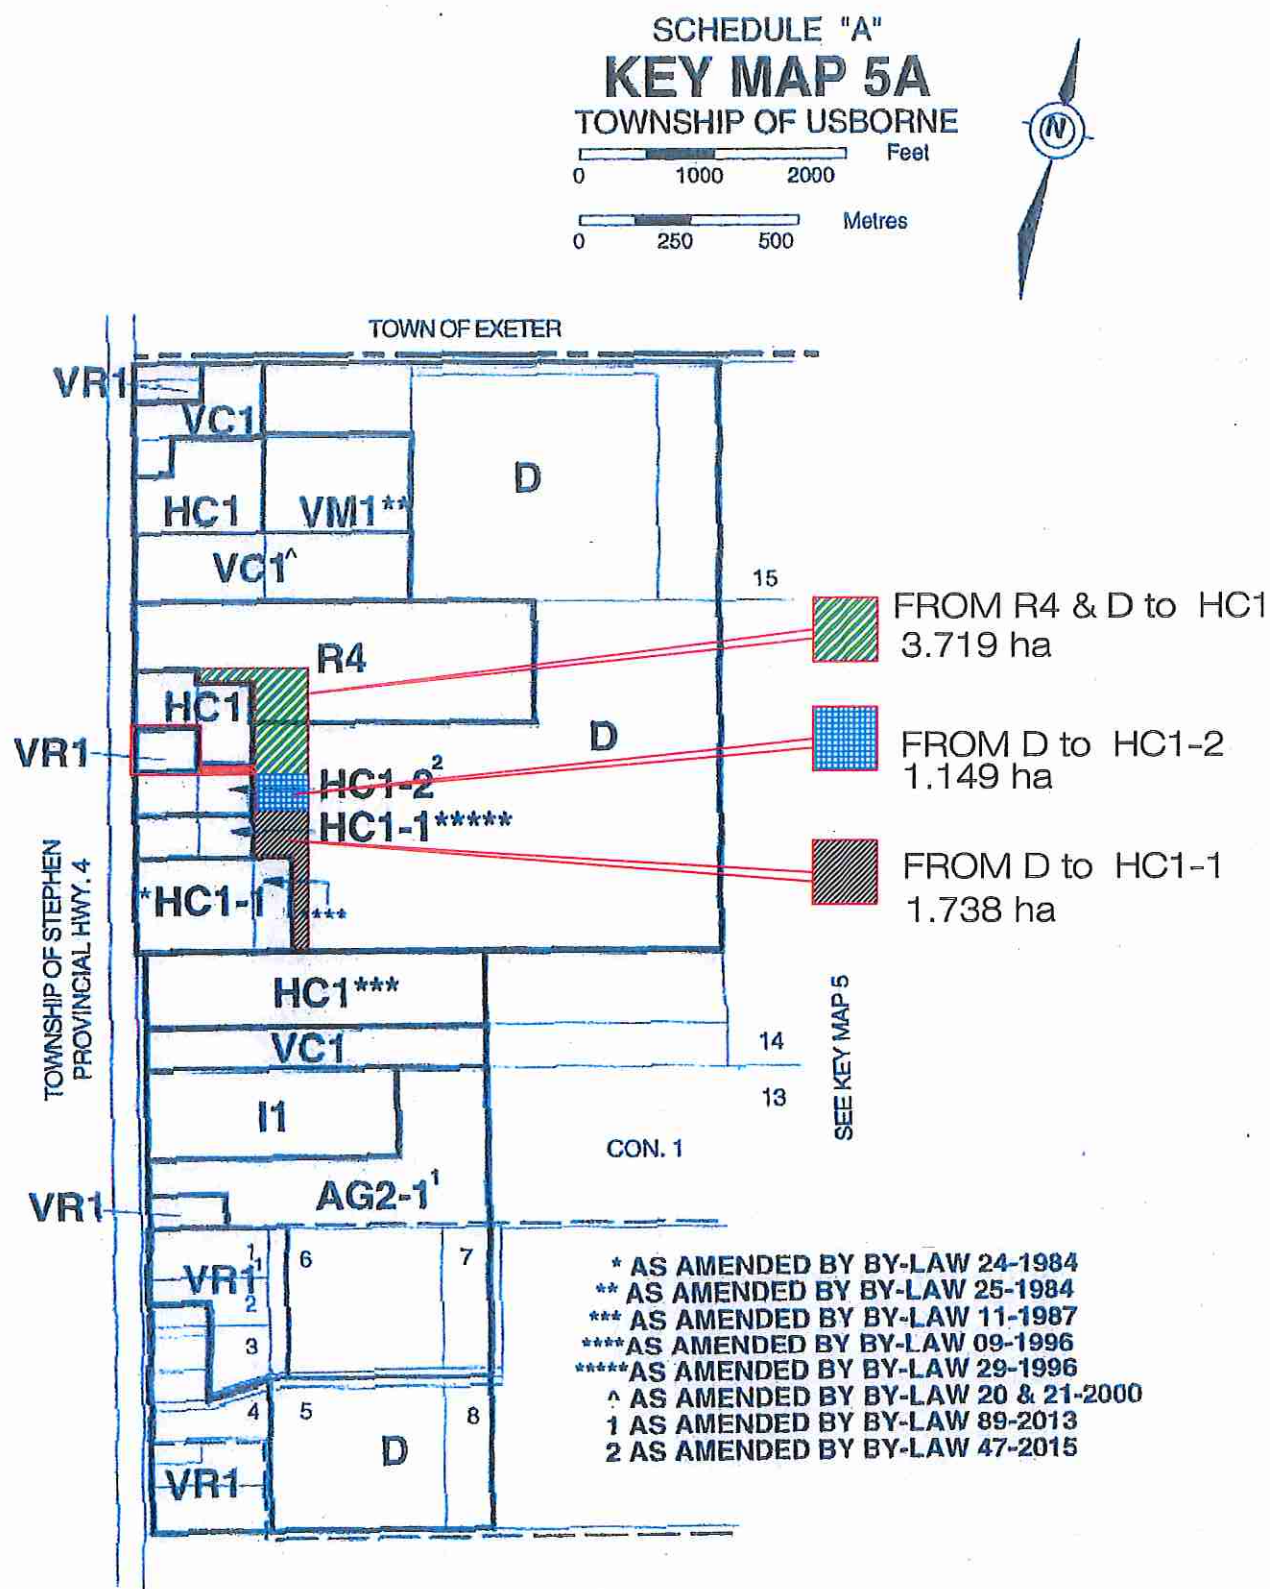 SCHEDULE "A"
KEY MAP 5A
TOWNSHIP OF USBORNE
Feet
0 1000 2000
Metres
0 250 500
N
TOWN OF EXETER
VR1
VC1
D
HC1
VM1**
VC1^
15
FROM R4 & D to HC1
3.719 ha
R4
HC1
D
VR1
FROM D to HC1-2
1.149 ha
HC1-2²
HC1-1*****
FROM D to HC1-1
1.738 ha
*HC1-1
****
TOWNSHIP OF STEPHEN
PROVINCIAL HWY. 4
HC1***
VC1
14
SEE KEY MAP 5
13
I1
CON. 1
AG2-1¹
VR1
1
6
7
VR1
1
2
3
4
5
8
D
VR1
* AS AMENDED BY BY-LAW 24-1984
** AS AMENDED BY BY-LAW 25-1984
*** AS AMENDED BY BY-LAW 11-1987
****AS AMENDED BY BY-LAW 09-1996
*****AS AMENDED BY BY-LAW 29-1996
^ AS AMENDED BY BY-LAW 20 & 21-2000
1 AS AMENDED BY BY-LAW 89-2013
2 AS AMENDED BY BY-LAW 47-2015